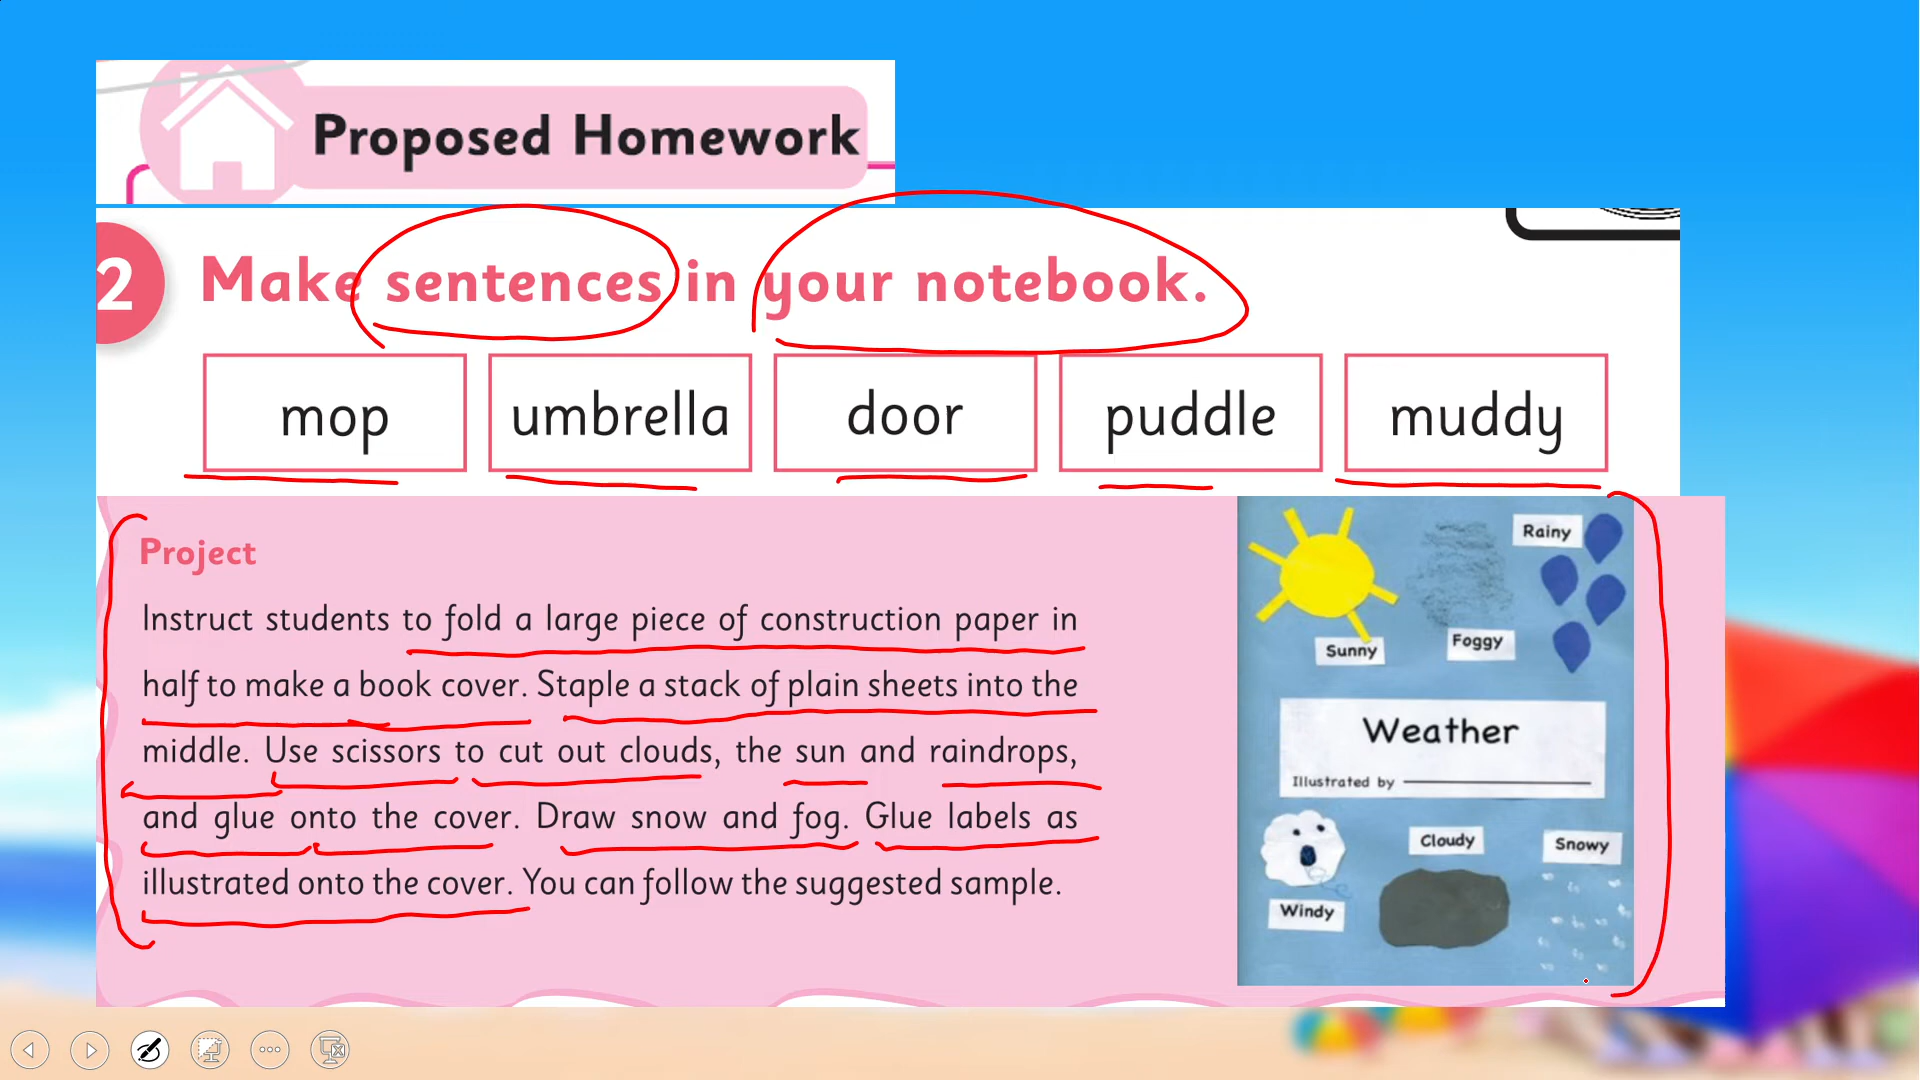 Proposed Homework
2 Make sentences in your notebook.
mop umbrella door puddle muddy
Project
Instruct students to fold a large piece of construction paper in
half to make a book cover. Staple a stack of plain sheets into the
middle. Use scissors to cut out clouds, the sun and raindrops,
and glue onto the cover. Draw snow and fog. Glue labels as
illustrated onto the cover. You can follow the suggested sample.
Rainy
Sunny
Foggy
Weather
Illustrated by
Cloudy
Snowy
Windy